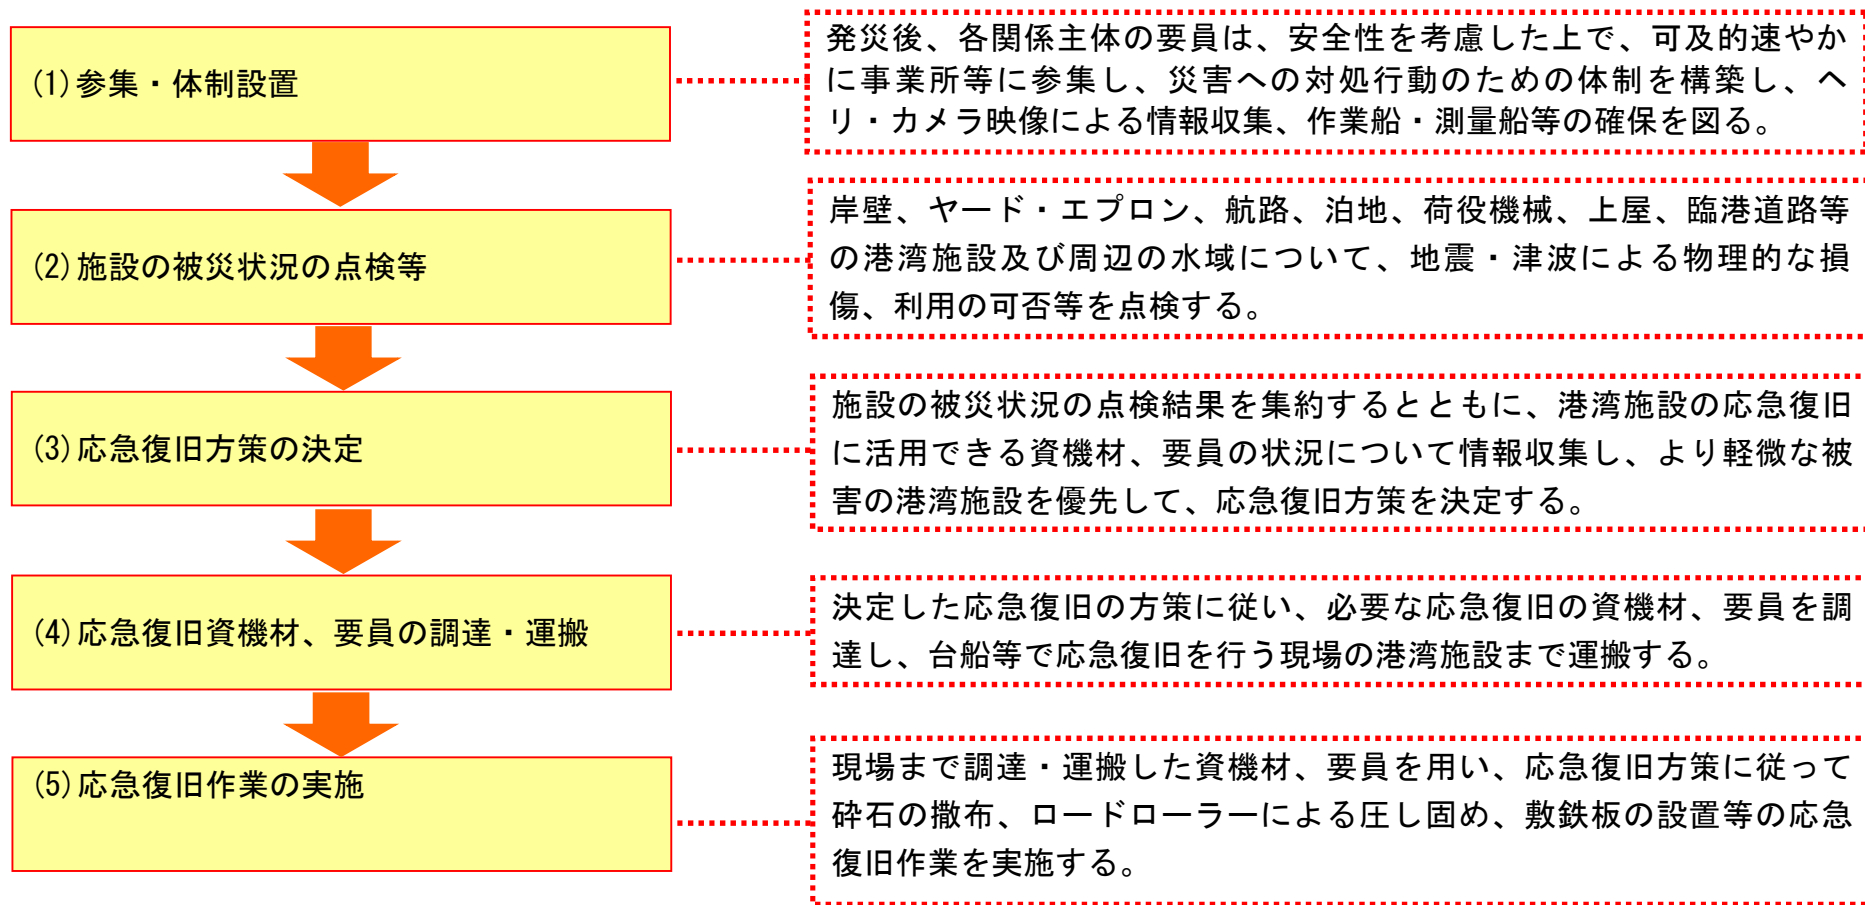 (1)参集・体制設置
発災後、各関係主体の要員は、安全性を考慮した上で、可及的速やか
に事業所等に参集し、災害への対処行動のための体制を構築し、ヘ
リ・カメラ映像による情報収集、作業船・測量船等の確保を図る。
(2)施設の被災状況の点検等
岸壁、ヤード・エプロン、航路、泊地、荷役機械、上屋、臨港道路等
の港湾施設及び周辺の水域について、地震・津波による物理的な損
傷、利用の可否等を点検する。
(3)応急復旧方策の決定
施設の被災状況の点検結果を集約するとともに、港湾施設の応急復旧
に活用できる資機材、要員の状況について情報収集し、より軽微な被
害の港湾施設を優先して、応急復旧方策を決定する。
(4)応急復旧資機材、要員の調達・運搬
決定した応急復旧の方策に従い、必要な応急復旧の資機材、要員を調
達し、台船等で応急復旧を行う現場の港湾施設まで運搬する。
(5)応急復旧作業の実施
現場まで調達・運搬した資機材、要員を用い、応急復旧方策に従って
砕石の撒布、ロードローラーによる圧し固め、敷鉄板の設置等の応急
復旧作業を実施する。